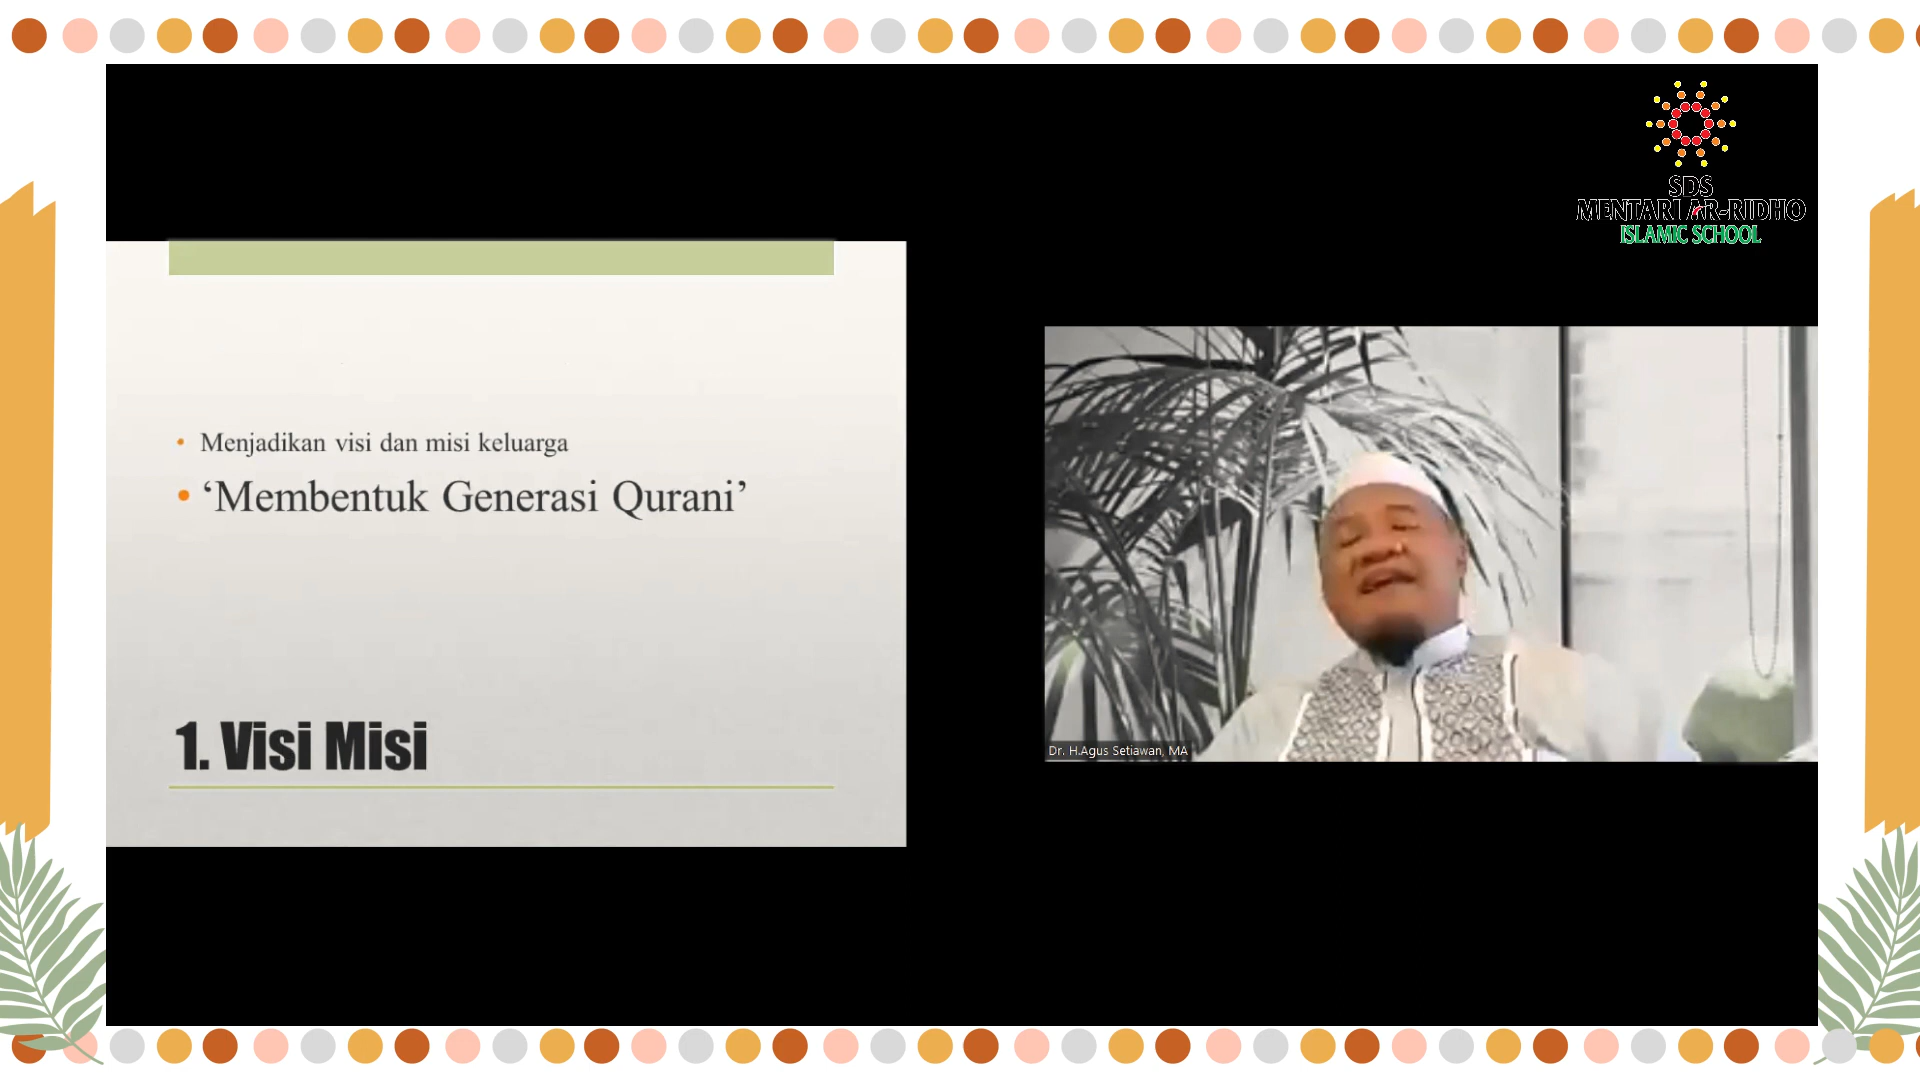 SDS
MENTARI AR-RIDHO
ISLAMIC SCHOOL
• Menjadikan visi dan misi keluarga
• ‘Membentuk Generasi Qurani’
1. Visi Misi
Dr. H.Agus Setiawan, MA